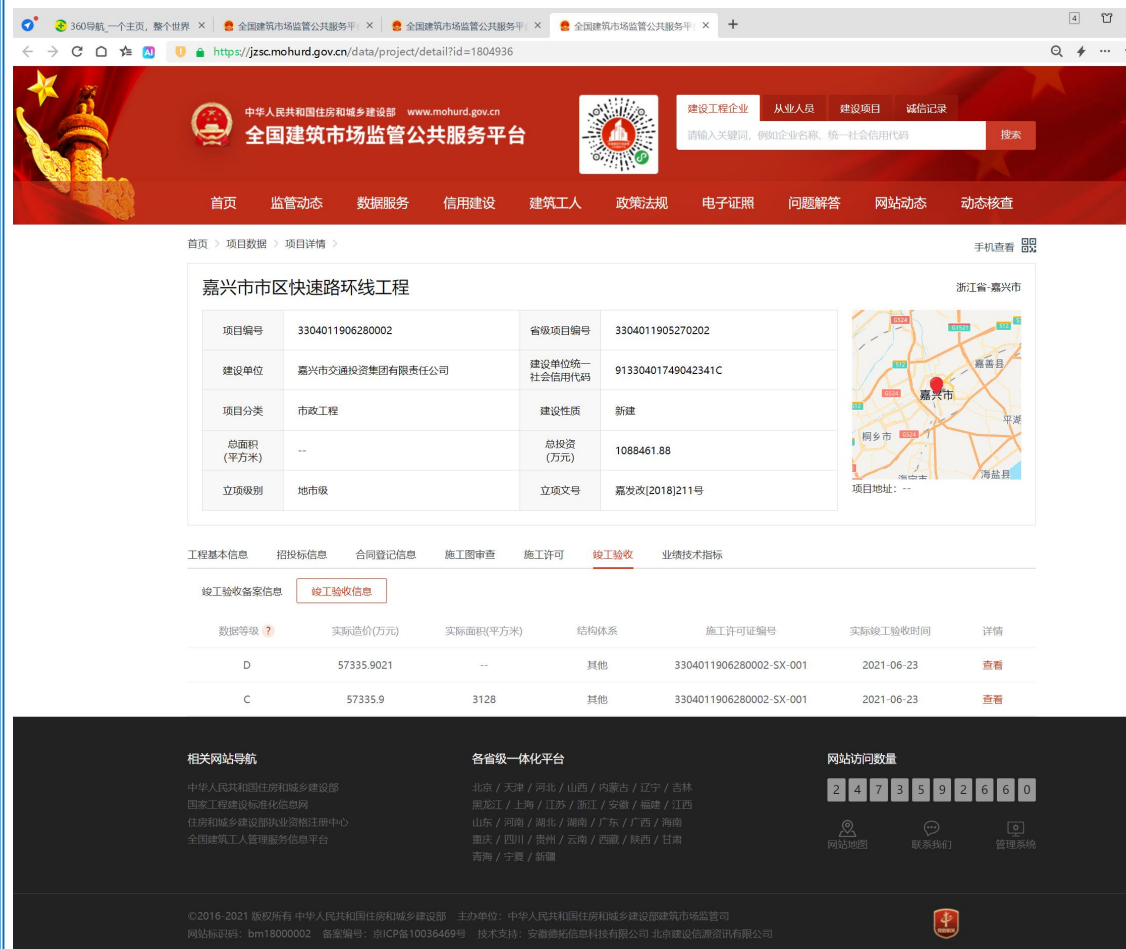 360导航_一个主页，整个世界
全国建筑市场监管公共服务平
全国建筑市场监管公共服务平
全国建筑市场监管公共服务平
4
AI
https://jzsc.mohurd.gov.cn/data/project/detail?id=1804936
中华人民共和国住房和城乡建设部 www.mohurd.gov.cn
全国建筑市场监管公共服务平台
建设工程企业 从业人员 建设项目 诚信记录
请输入关键词，例如企业名称、统一社会信用代码 搜索
首页 监管动态 数据服务 信用建设 建筑工人 政策法规 电子证照 问题解答 网站动态 动态核查
首页 > 项目数据 > 项目详情 >
手机查看
嘉兴市市区快速路环线工程
浙江省-嘉兴市
项目编号 3304011906280002 省级项目编号 3304011905270202
建设单位 嘉兴市交通投资集团有限责任公司 建设单位统一
社会信用代码 91330401749042341C
项目分类 市政工程 建设性质 新建
总面积
(平方米) -- 总投资
(万元) 1088461.88
立项级别 地市级 立项文号 嘉发改[2018]211号
G524
G1521
S12
嘉善县
S12
G524
嘉兴市
平湖
桐乡市 G524
海盐县
项目地址： --
工程基本信息 招投标信息 合同登记信息 施工图审查 施工许可 竣工验收 业绩技术指标
竣工验收备案信息 竣工验收信息
数据等级 ? 实际造价(万元) 实际面积(平方米) 结构体系 施工许可证编号 实际竣工验收时间 详情
D 57335.9021 -- 其他 3304011906280002-SX-001 2021-06-23 查看
C 57335.9 3128 其他 3304011906280002-SX-001 2021-06-23 查看
相关网站导航
中华人民共和国住房和城乡建设部
国家工程建设标准化信息网
住房和城乡建设部执业资格注册中心
全国建筑工人管理服务信息平台
各省级一体化平台
北京 / 天津 / 河北 / 山西 / 内蒙古 / 辽宁 / 吉林
黑龙江 / 上海 / 江苏 / 浙江 / 安徽 / 福建 / 江西
山东 / 河南 / 湖北 / 湖南 / 广东 / 广西 / 海南
重庆 / 四川 / 贵州 / 云南 / 西藏 / 陕西 / 甘肃
青海 / 宁夏 / 新疆
网站访问数量
2 4 7 3 5 9 2 6 6 0
网站地图 联系我们 管理系统
©2016-2021 版权所有 中华人民共和国住房和城乡建设部 主办单位：中华人民共和国住房和城乡建设部建筑市场监管司
网站标识码：bm18000002 备案编号：京ICP备10036469号 技术支持：安徽德拓信息科技有限公司 北京建设信源资讯有限公司